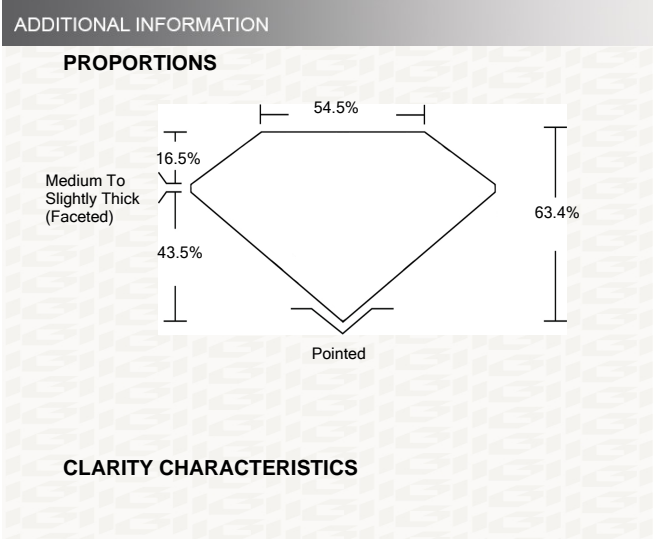 ADDITIONAL INFORMATION
PROPORTIONS
54.5%
16.5%
Medium To
Slightly Thick
(Faceted)
63.4%
43.5%
Pointed
CLARITY CHARACTERISTICS